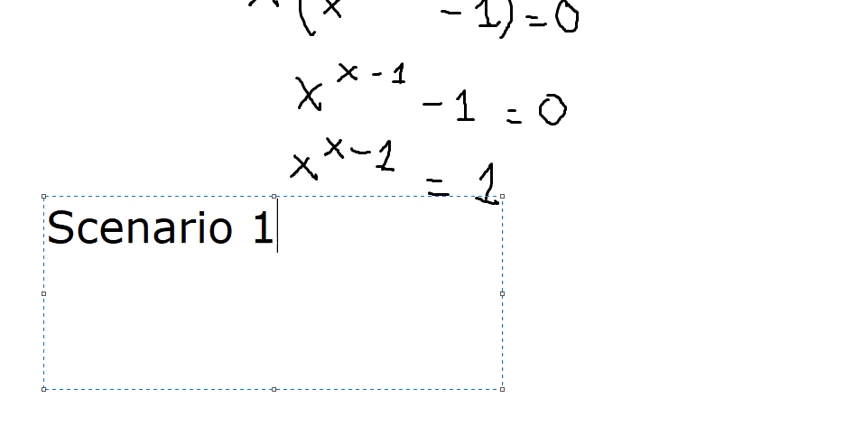 x(x - 1) = 0
x^{x-1} - 1 = 0
x^{x-1} = 1
Scenario 1